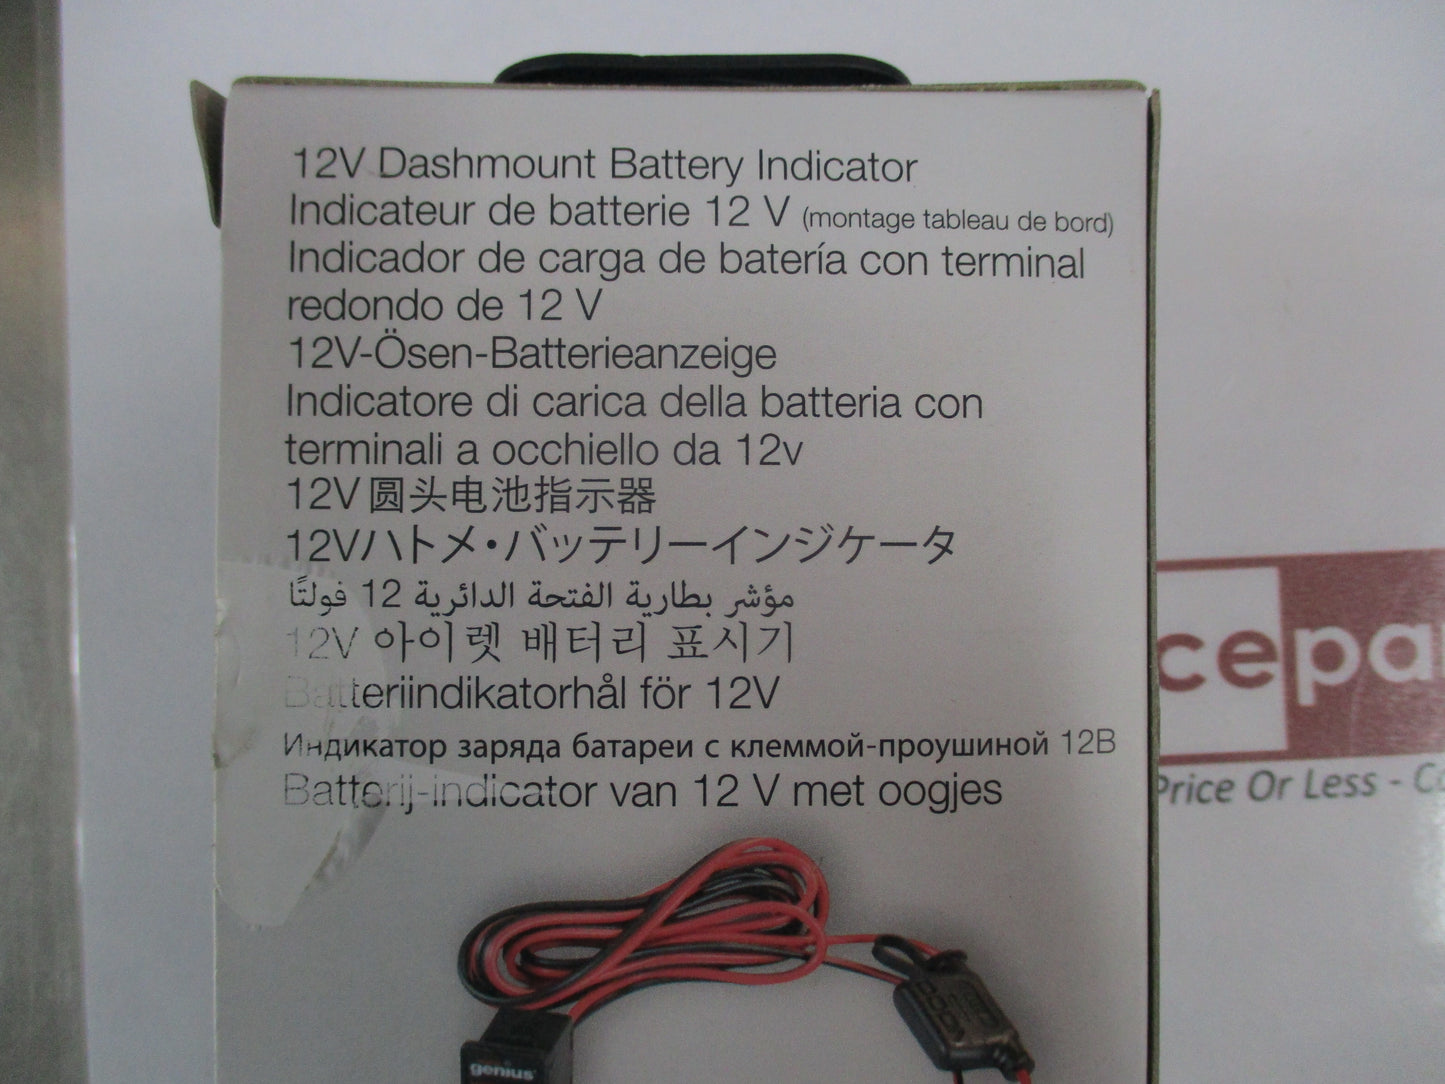 12V Dashmount Battery Indicator
Indicateur de batterie 12 V (montage tableau de bord)
Indicador de carga de batería con terminal
redondo de 12 V
12V-Ösen-Batterieanzeige
Indicatore di carica della batteria con
terminali a occhiello da 12v
12V 圆头电池指示器
12Vハトメ・バッテリーインジケータ
مؤشر بطارية الفتحة الدائرية 12 فولتًا
12V 아이렛 배터리 표시기
Batteriindikatorhål för 12V
Индикатор заряда батареи с клеммой-проушиной 12В
Batterij-indicator van 12 V met oogjes
cepa
Price Or Less - Co
genius